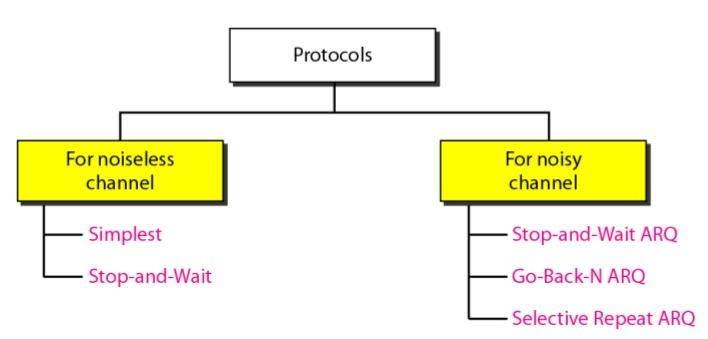 Protocols
For noiseless
channel
Simplest
Stop-and-Wait
For noisy
channel
Stop-and-Wait ARQ
Go-Back-N ARQ
Selective Repeat ARQ